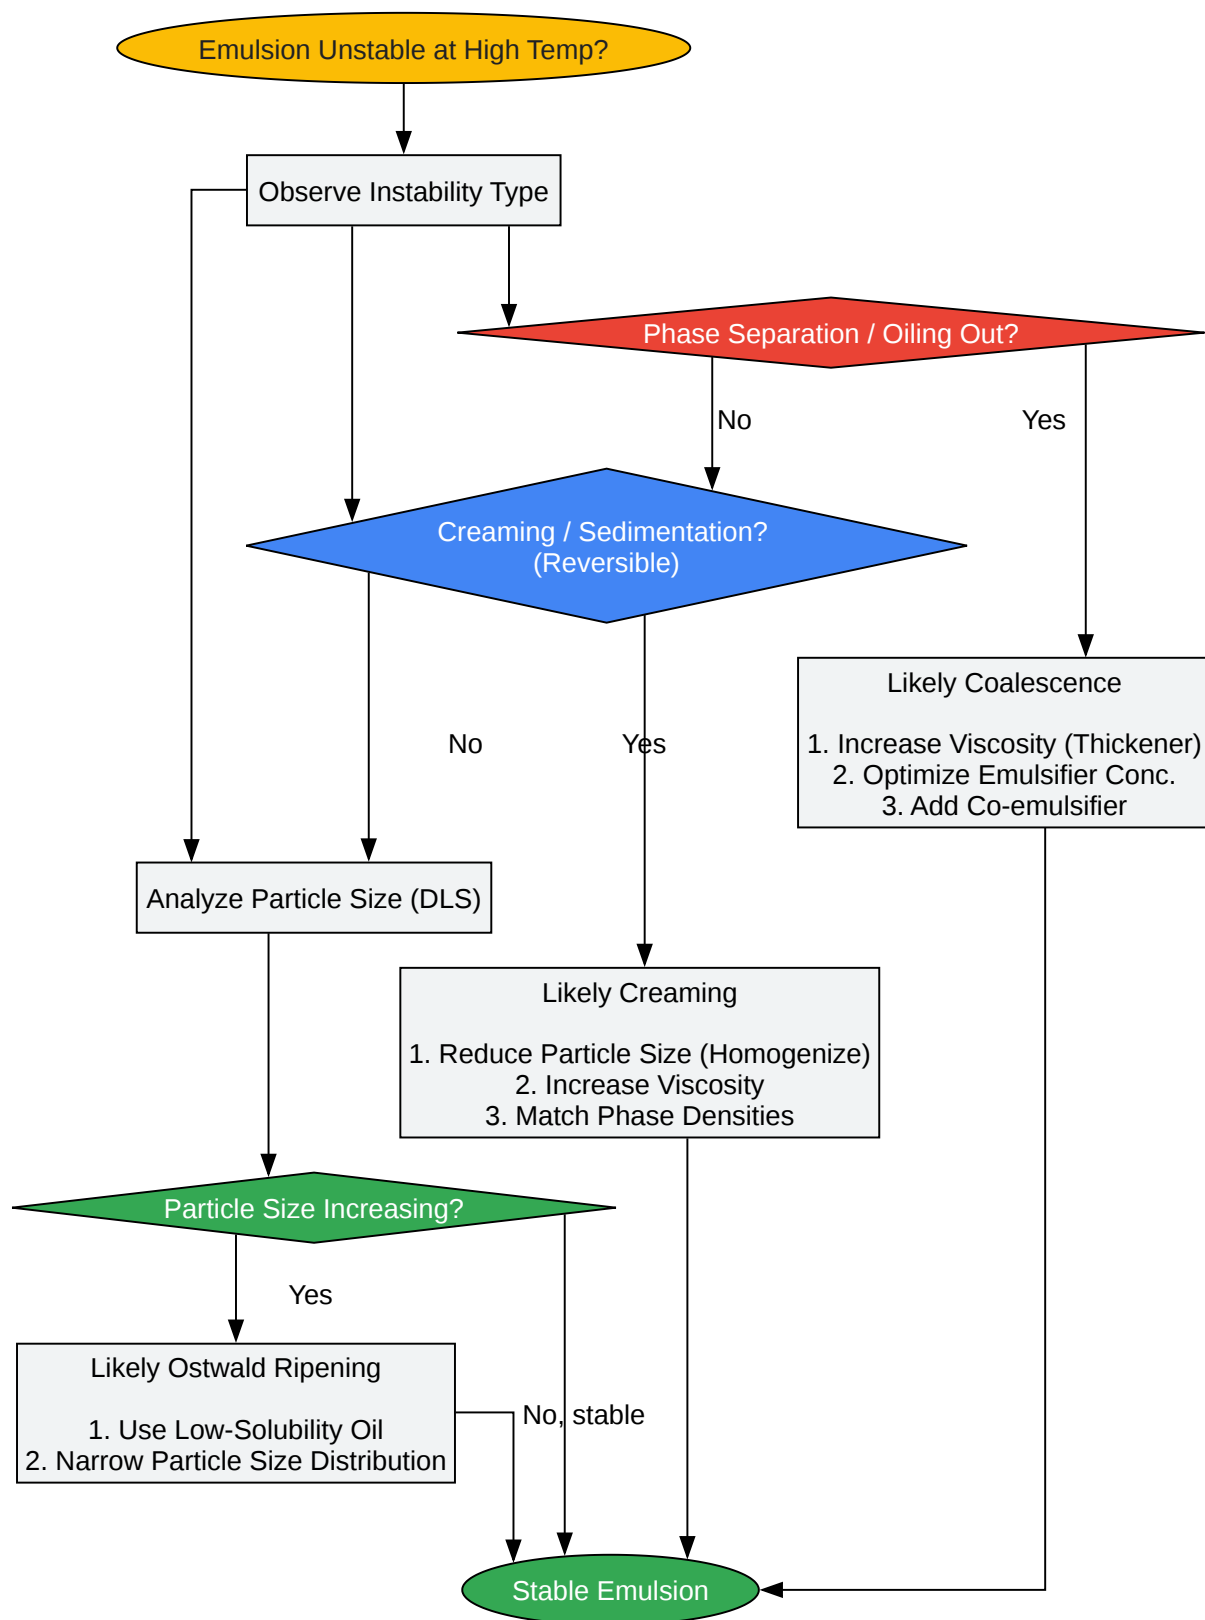 Emulsion Unstable at High Temp?
Observe Instability Type
Phase Separation / Oiling Out?
No
Yes
Creaming / Sedimentation?
(Reversible)
Likely Coalescence
1. Increase Viscosity (Thickener)
2. Optimize Emulsifier Conc.
3. Add Co-emulsifier
No
Yes
Analyze Particle Size (DLS)
Likely Creaming
1. Reduce Particle Size (Homogenize)
2. Increase Viscosity
3. Match Phase Densities
Particle Size Increasing?
Yes
Likely Ostwald Ripening
1. Use Low-Solubility Oil
2. Narrow Particle Size Distribution
No, stable
Stable Emulsion